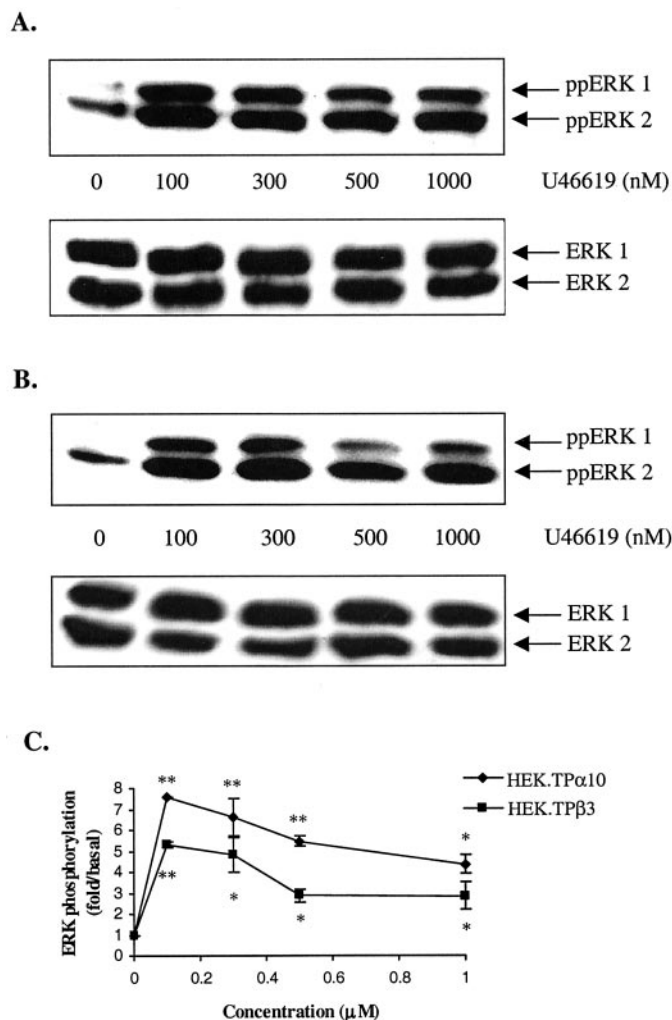 A.
ppERK 1
ppERK 2
0 100 300 500 1000 U46619 (nM)
ERK 1
ERK 2
B.
ppERK 1
ppERK 2
0 100 300 500 1000 U46619 (nM)
ERK 1
ERK 2
C.
ERK phosphorylation
(fold/basal)
8
7
6
5
4
3
2
1
0
** ** ** *
** * * *
HEK.TPα10
HEK.TPβ3
0 0.2 0.4 0.6 0.8 1
Concentration (μM)